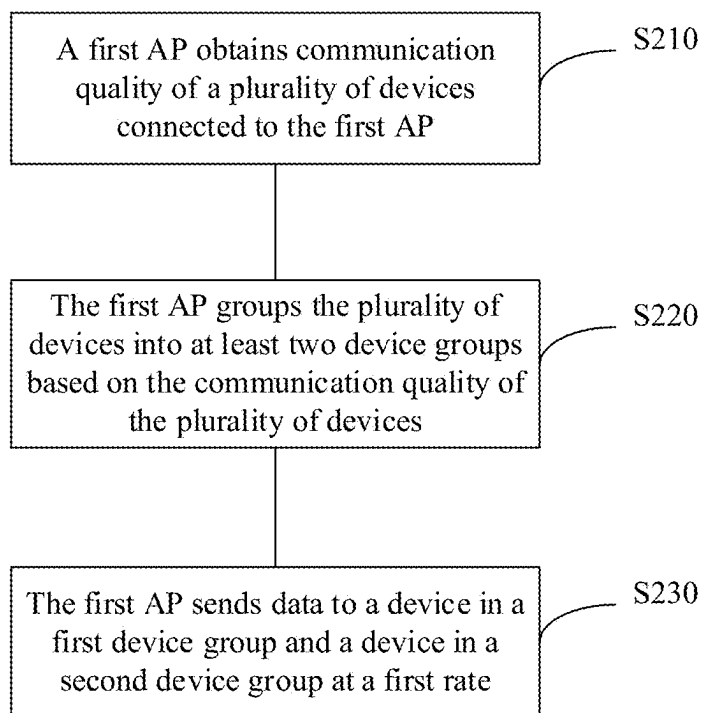 A first AP obtains communication
quality of a plurality of devices
connected to the first AP
S210
The first AP groups the plurality of
devices into at least two device groups
based on the communication quality of
the plurality of devices
S220
The first AP sends data to a device in a
first device group and a device in a
second device group at a first rate
S230